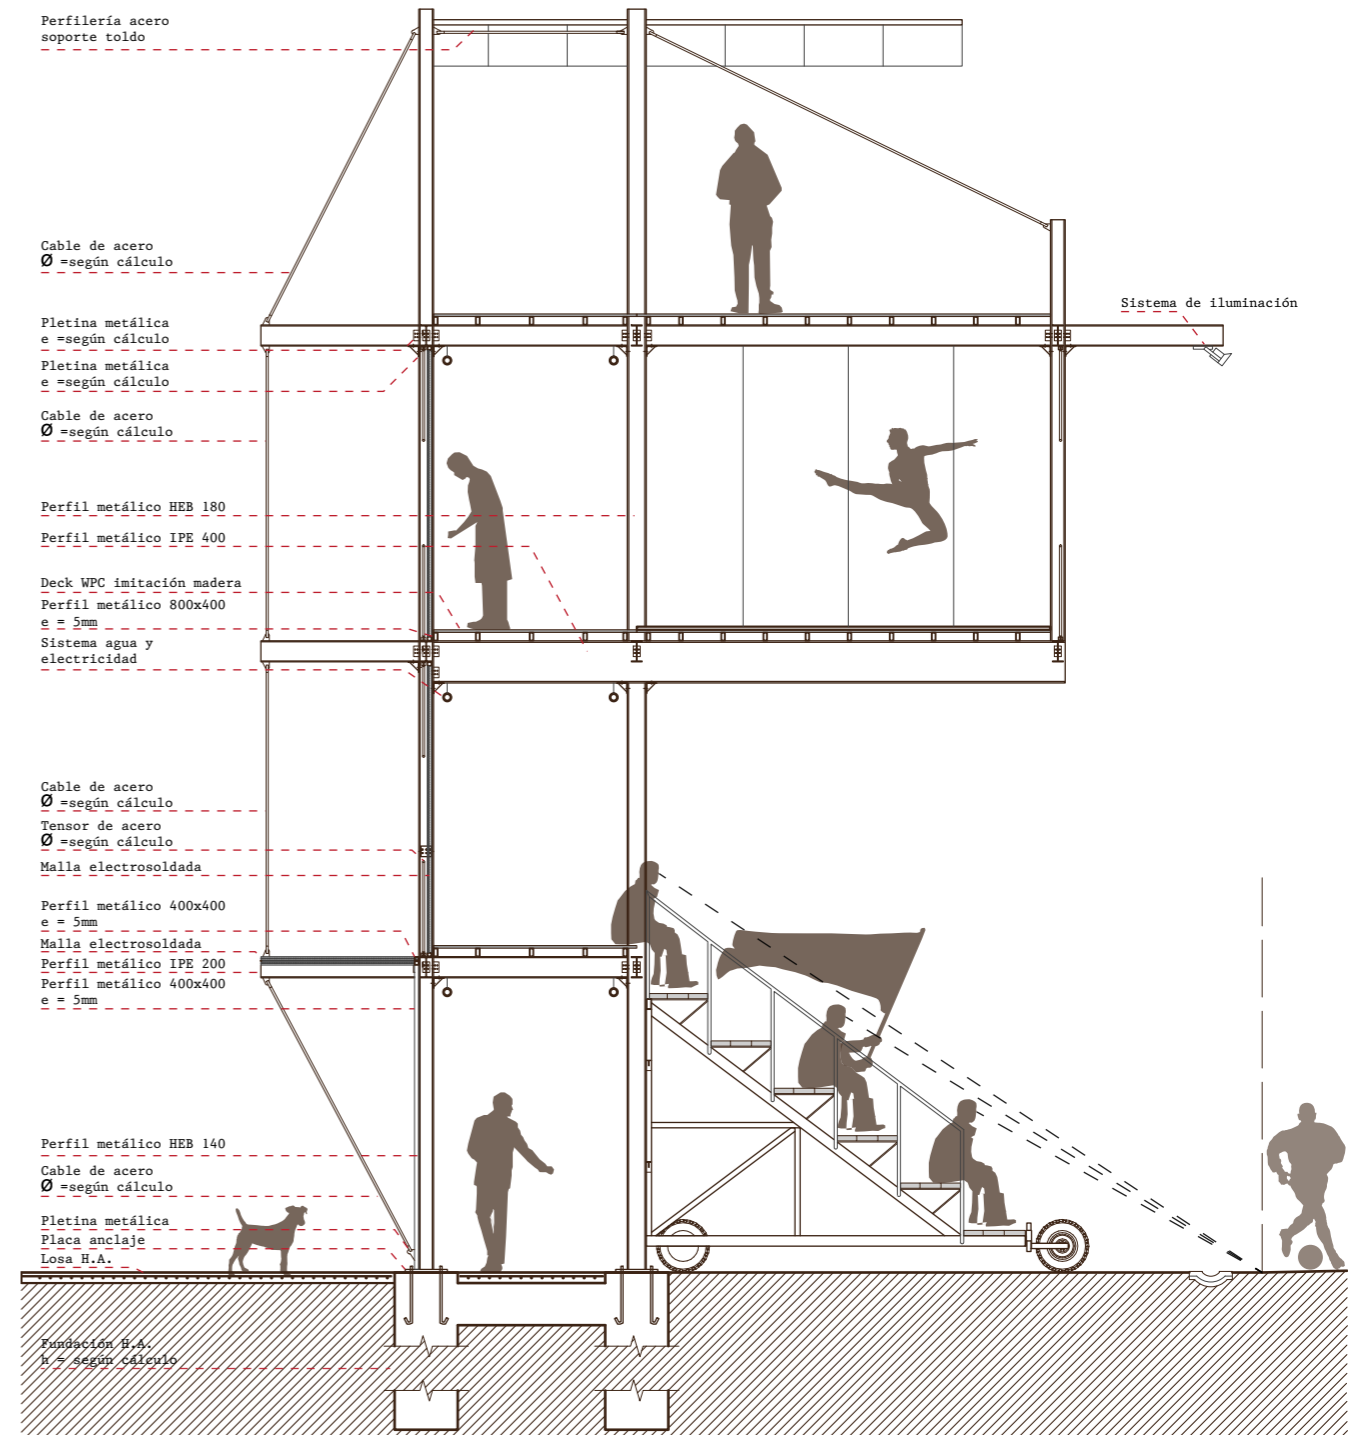 Perfilería acero
soporte toldo
Cable de acero
Ø =según cálculo
Sistema de iluminación
Pletina metálica
e =según cálculo
Pletina metálica
e =según cálculo
Cable de acero
Ø =según cálculo
Perfil metálico HEB 180
Perfil metálico IPE 400
Deck WPC imitación madera
Perfil metálico 800x400
e = 5mm
Sistema agua y
electricidad
Cable de acero
Ø =según cálculo
Tensor de acero
Ø =según cálculo
Malla electrosoldada
Perfil metálico 400x400
e = 5mm
Malla electrosoldada
Perfil metálico IPE 200
Perfil metálico 400x400
e = 5mm
Perfil metálico HEB 140
Cable de acero
Ø =según cálculo
Pletina metálica
Placa anclaje
Losa H.A.
Fundación H.A.
h = según cálculo